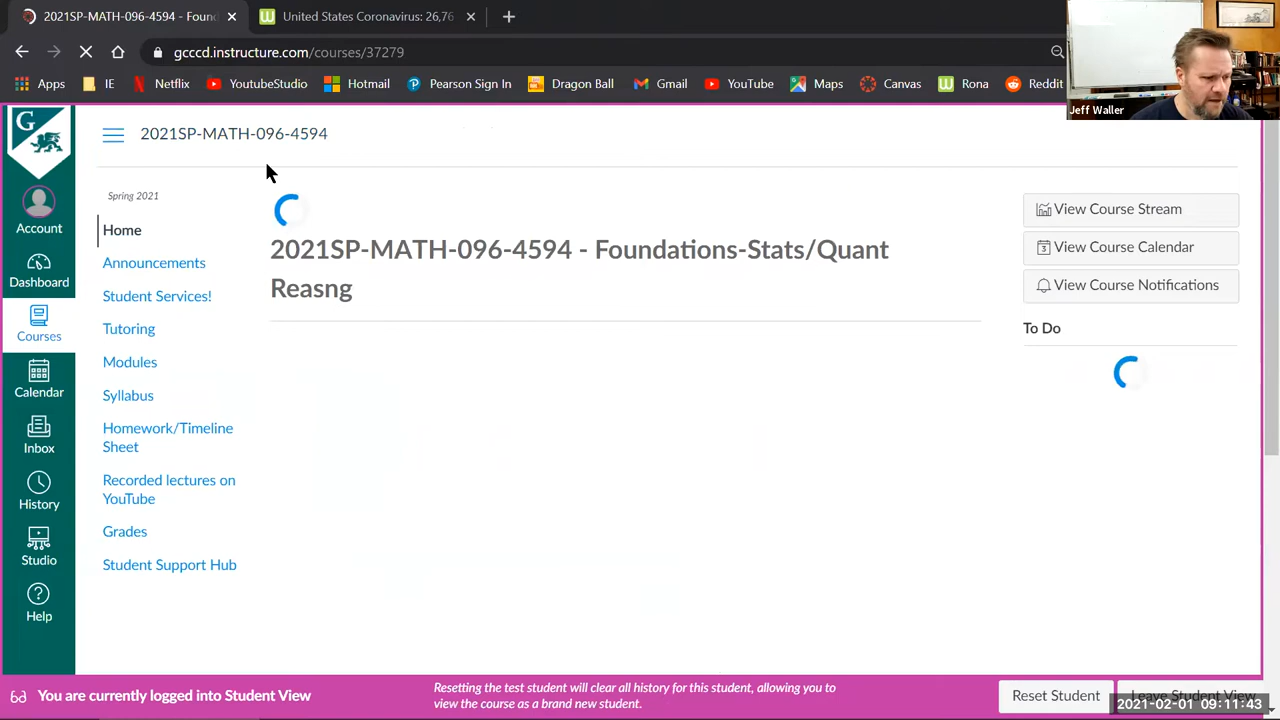 2021SP-MATH-096-4594 - Foun
United States Coronavirus: 26,76
gcccd.instructure.com/courses/37279
Apps
IE
Netflix
YoutubeStudio
Hotmail
Pearson Sign In
on Ball
Gmail
YouTube
Reddit
Jeff Waller
G
2021SP-MATH-096-4594
Spring 2021
Account
Dashboard
Courses
Calendar
Inbox
History
Studio
Help
Home
Announcements
Student Services!
Tutoring
Modules
Syllabus
Homework/Timeline
Sheet
Recorded lectures on
YouTube
Grades
Student Support Hub
2021SP-MATH-096-4594 - Foundations-Stats/Quant
Reasng
View Course Stream
View Course Calendar
View Course Notifications
To Do
You are currently logged into Student View
Resetting the test student will clear all history for this student, allowing you to
view the course as a brand new student.
Reset Student
Leave Student View
2021-02-01 09:11:43